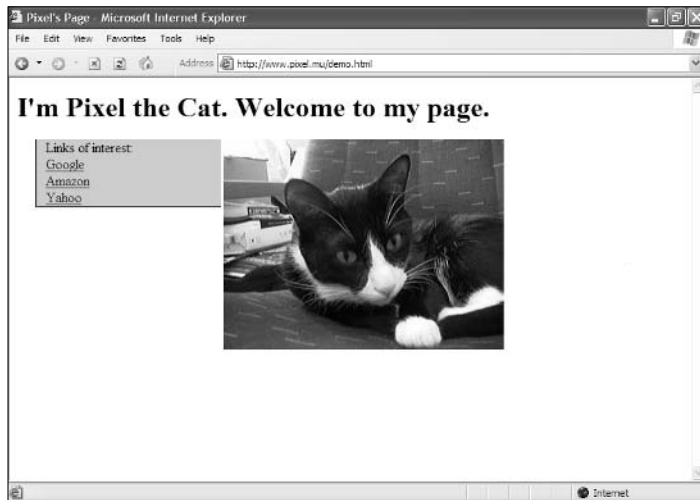 Pixel's Page - Microsoft Internet Explorer
File Edit View Favorites Tools Help
Address http://www.pixel.mu/demo.html
I'm Pixel the Cat. Welcome to my page.
Links of interest:
Google
Amazon
Yahoo
Internet